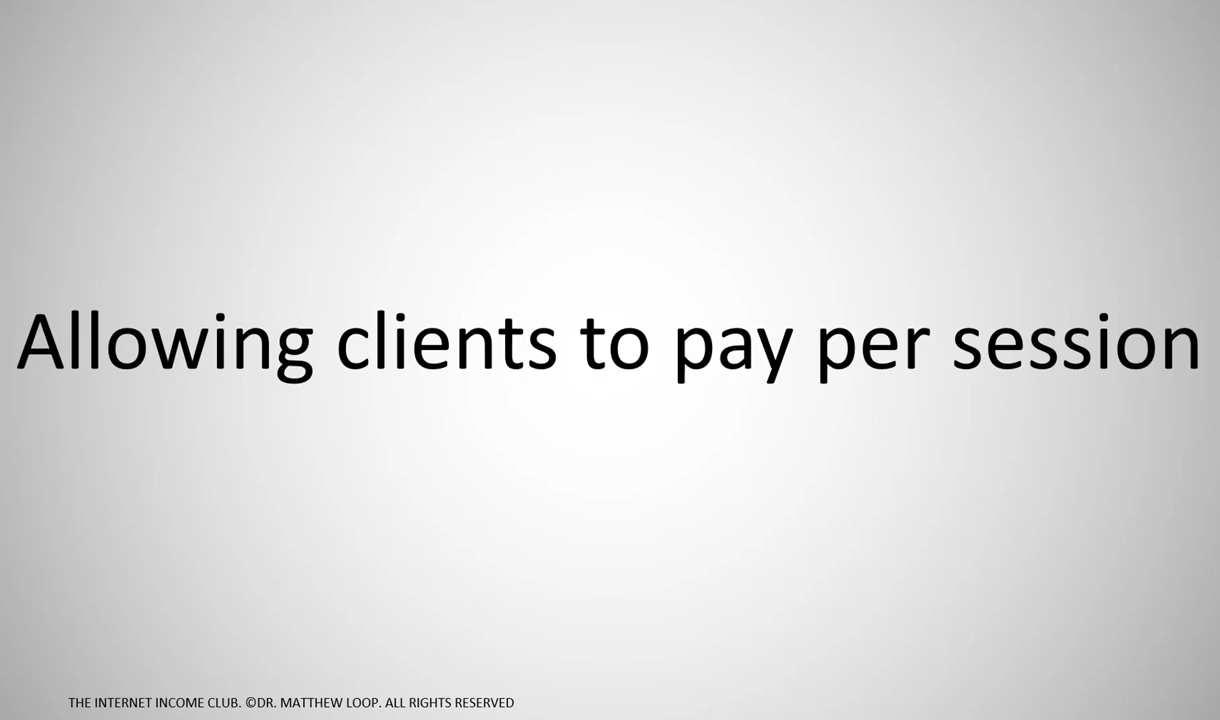 Allowing clients to pay per session
THE INTERNET INCOME CLUB. ©DR. MATTHEW LOOP. ALL RIGHTS RESERVED